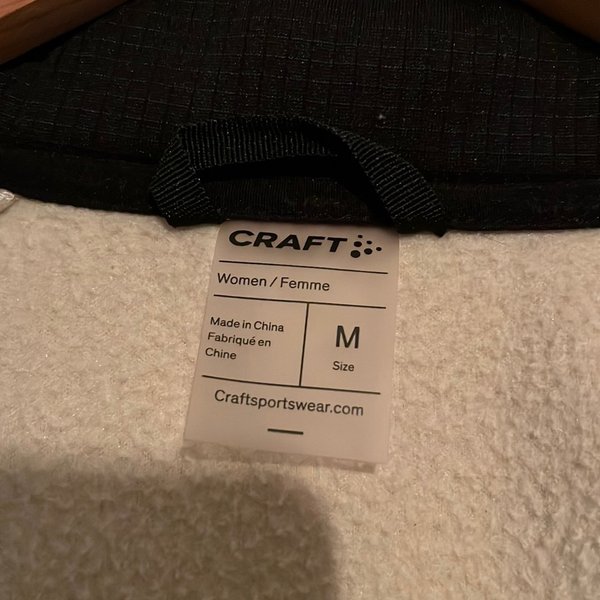 CRAFT
Women / Femme
Made in China
Fabriqué en
Chine
M
Size
Craftsportswear.com